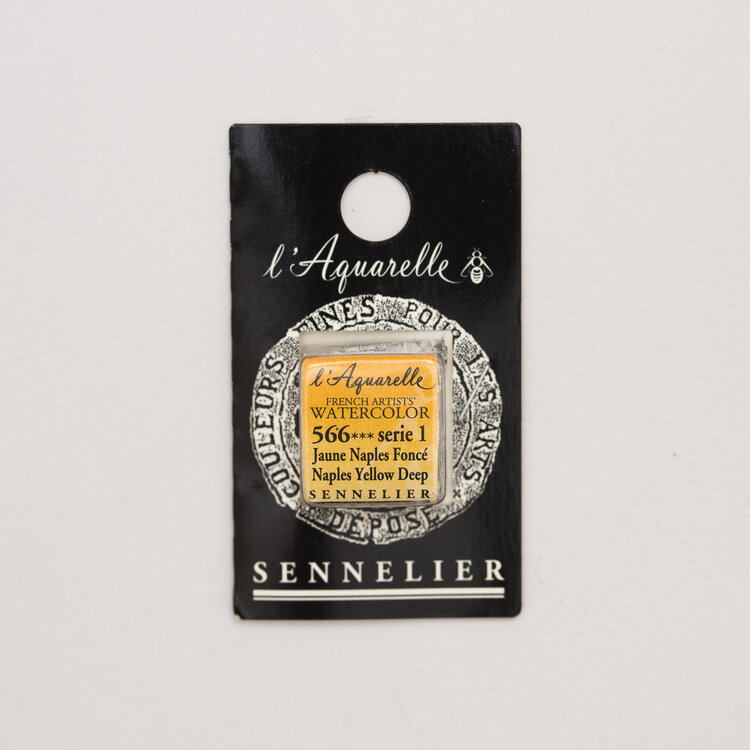 l'Aquarelle
COULEURS FINES POUR LES ARTS
l'Aquarelle
FRENCH ARTISTS'
WATERCOLOR
566*** serie 1
Jaune Naples Foncé
Naples Yellow Deep
SENNELIER
DÉPOSÉ
SENNELIER